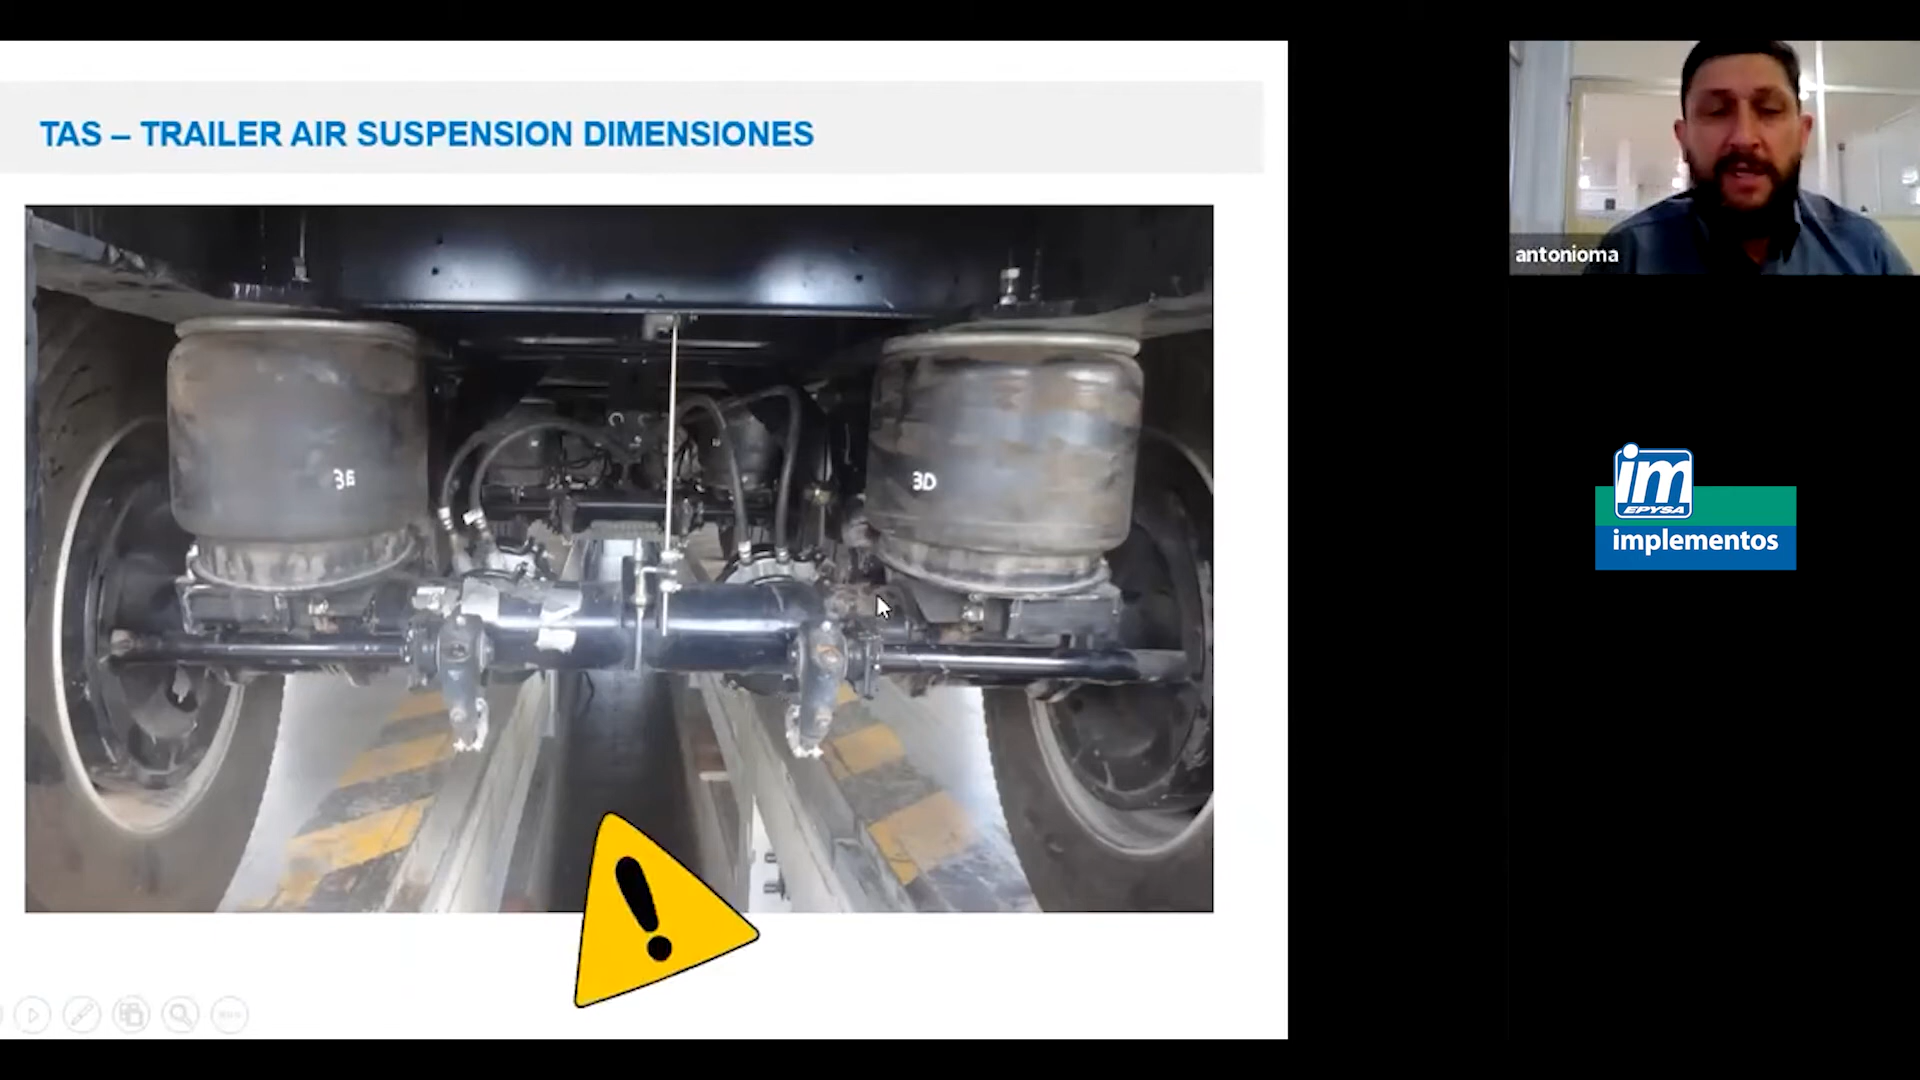 TAS – TRAILER AIR SUSPENSION DIMENSIONES
3E
3D
antonioma
im
EPYSA
implementos